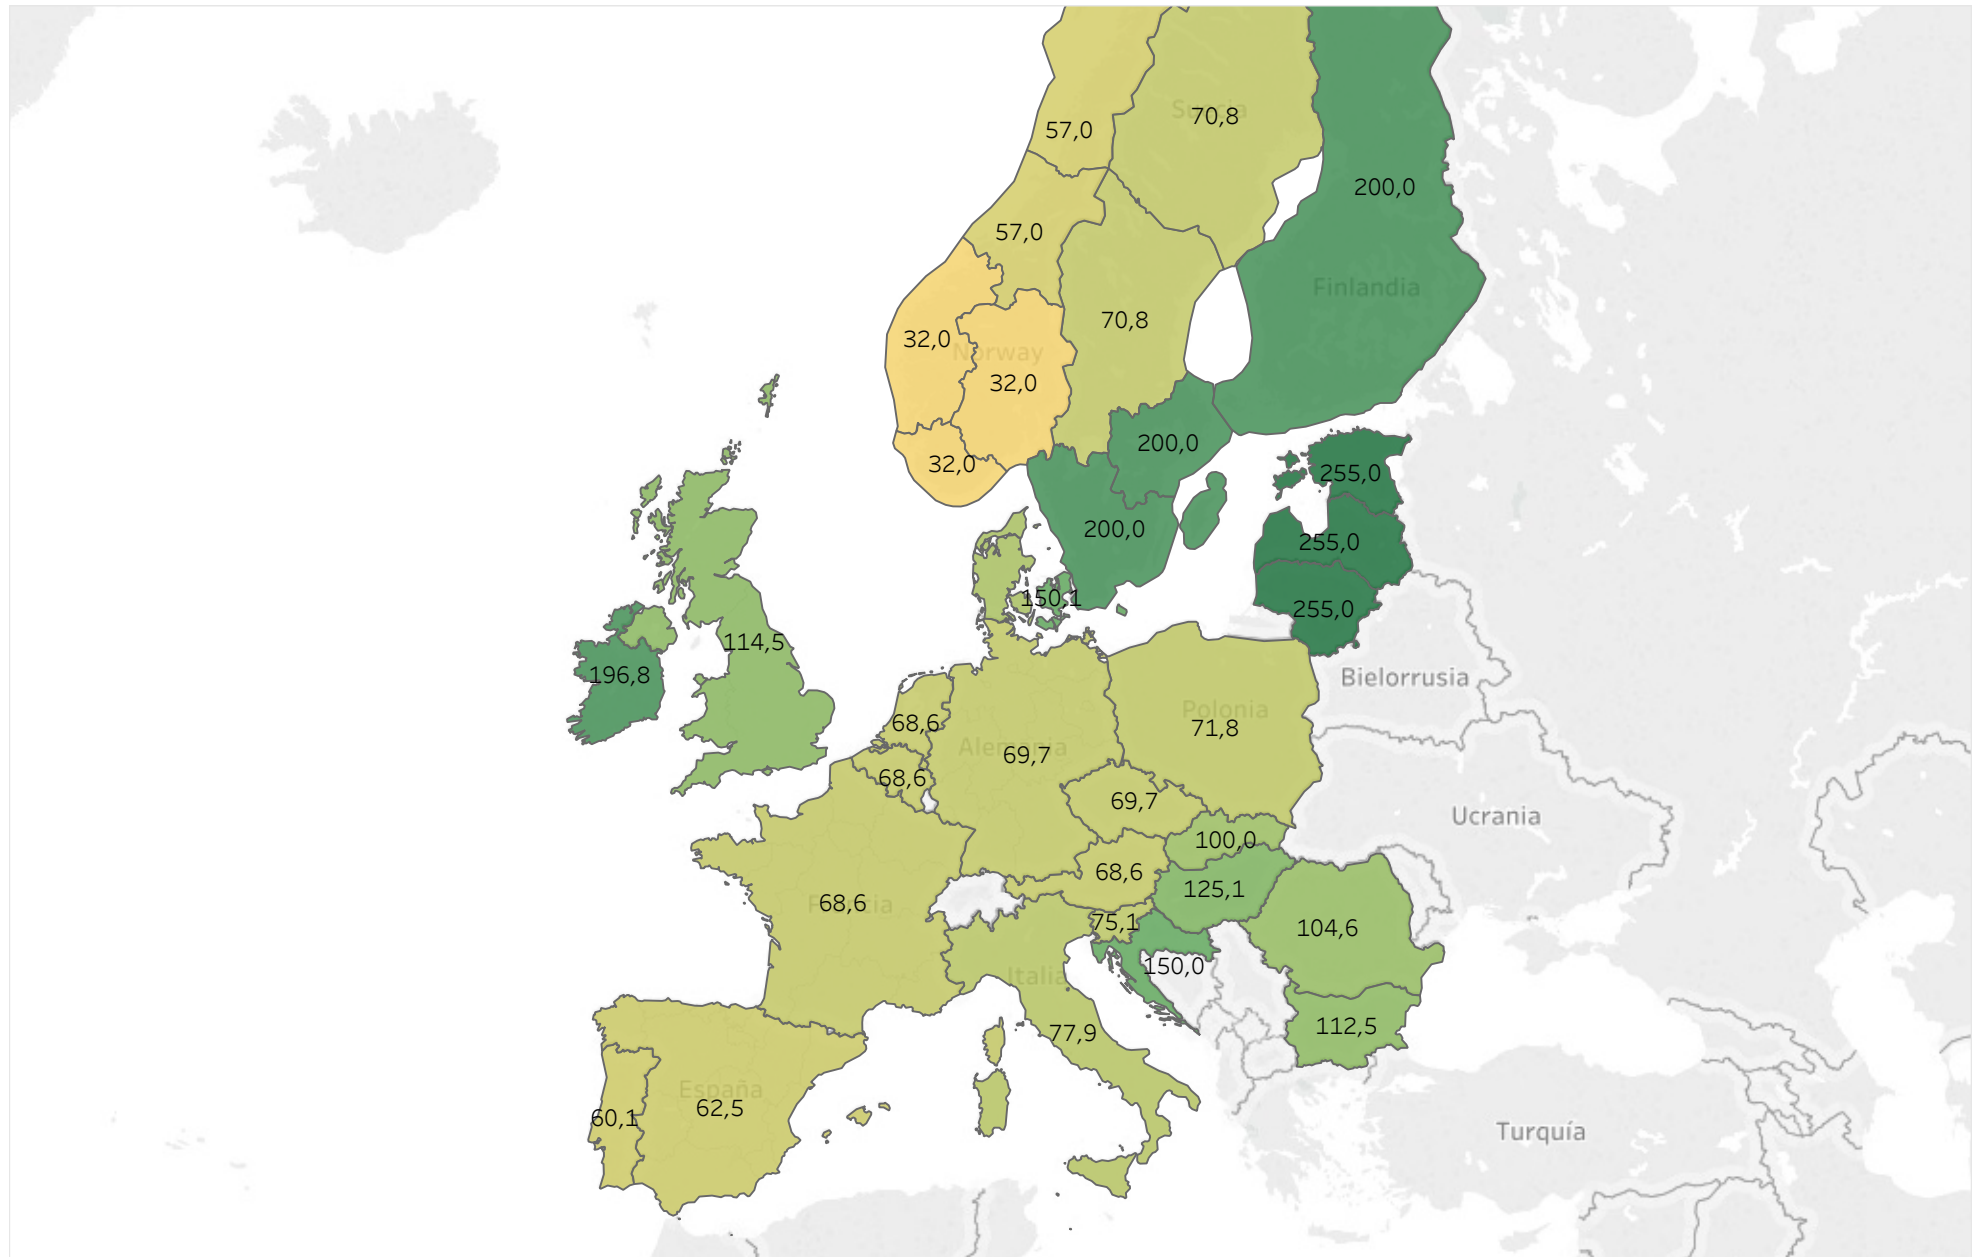 Suecia
70,8
57,0
200,0
57,0
Finlandia
70,8
32,0
Norway
32,0
200,0
32,0
255,0
200,0
255,0
150,1
255,0
114,5
196,8
Bielorrusia
68,6
Polonia
71,8
Alemania
69,7
68,6
69,7
Ucrania
100,0
68,6
125,1
Francia
68,6
75,1
104,6
150,0
Italia
77,9
112,5
España
62,5
60,1
Turquía